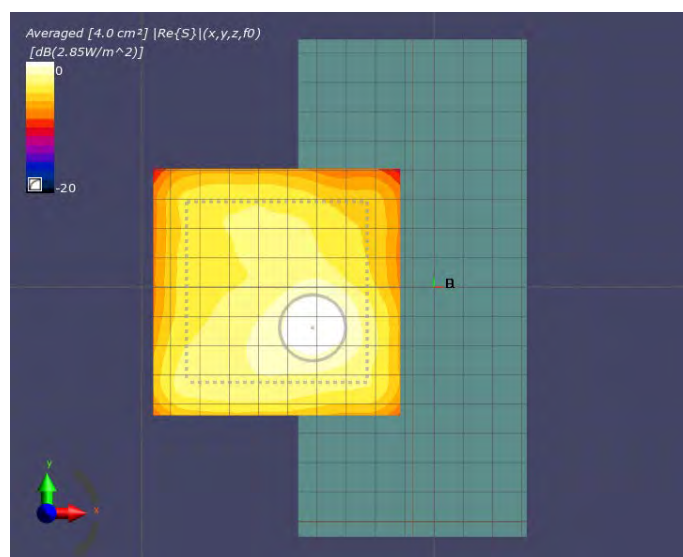 Averaged [4.0 cm²] |Re{S}|(x,y,z,f0)
[dB(2.85W/m^2)]
0
-20
y
x